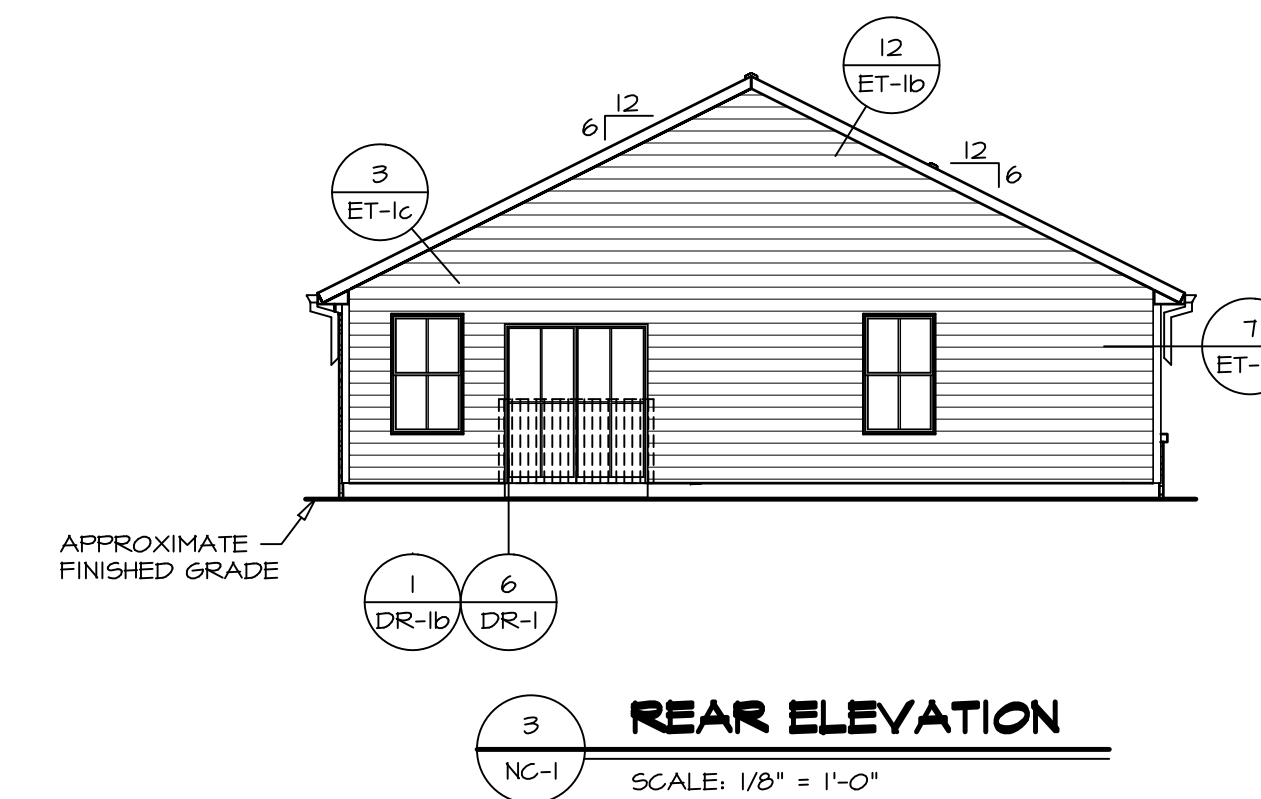 12
ET-1b
12
6
12
6
3
ET-1c
7
ET-
APPROXIMATE
FINISHED GRADE
1
DR-1b
6
DR-1
3
NC-1
REAR ELEVATION
SCALE: 1/8" = 1'-0"